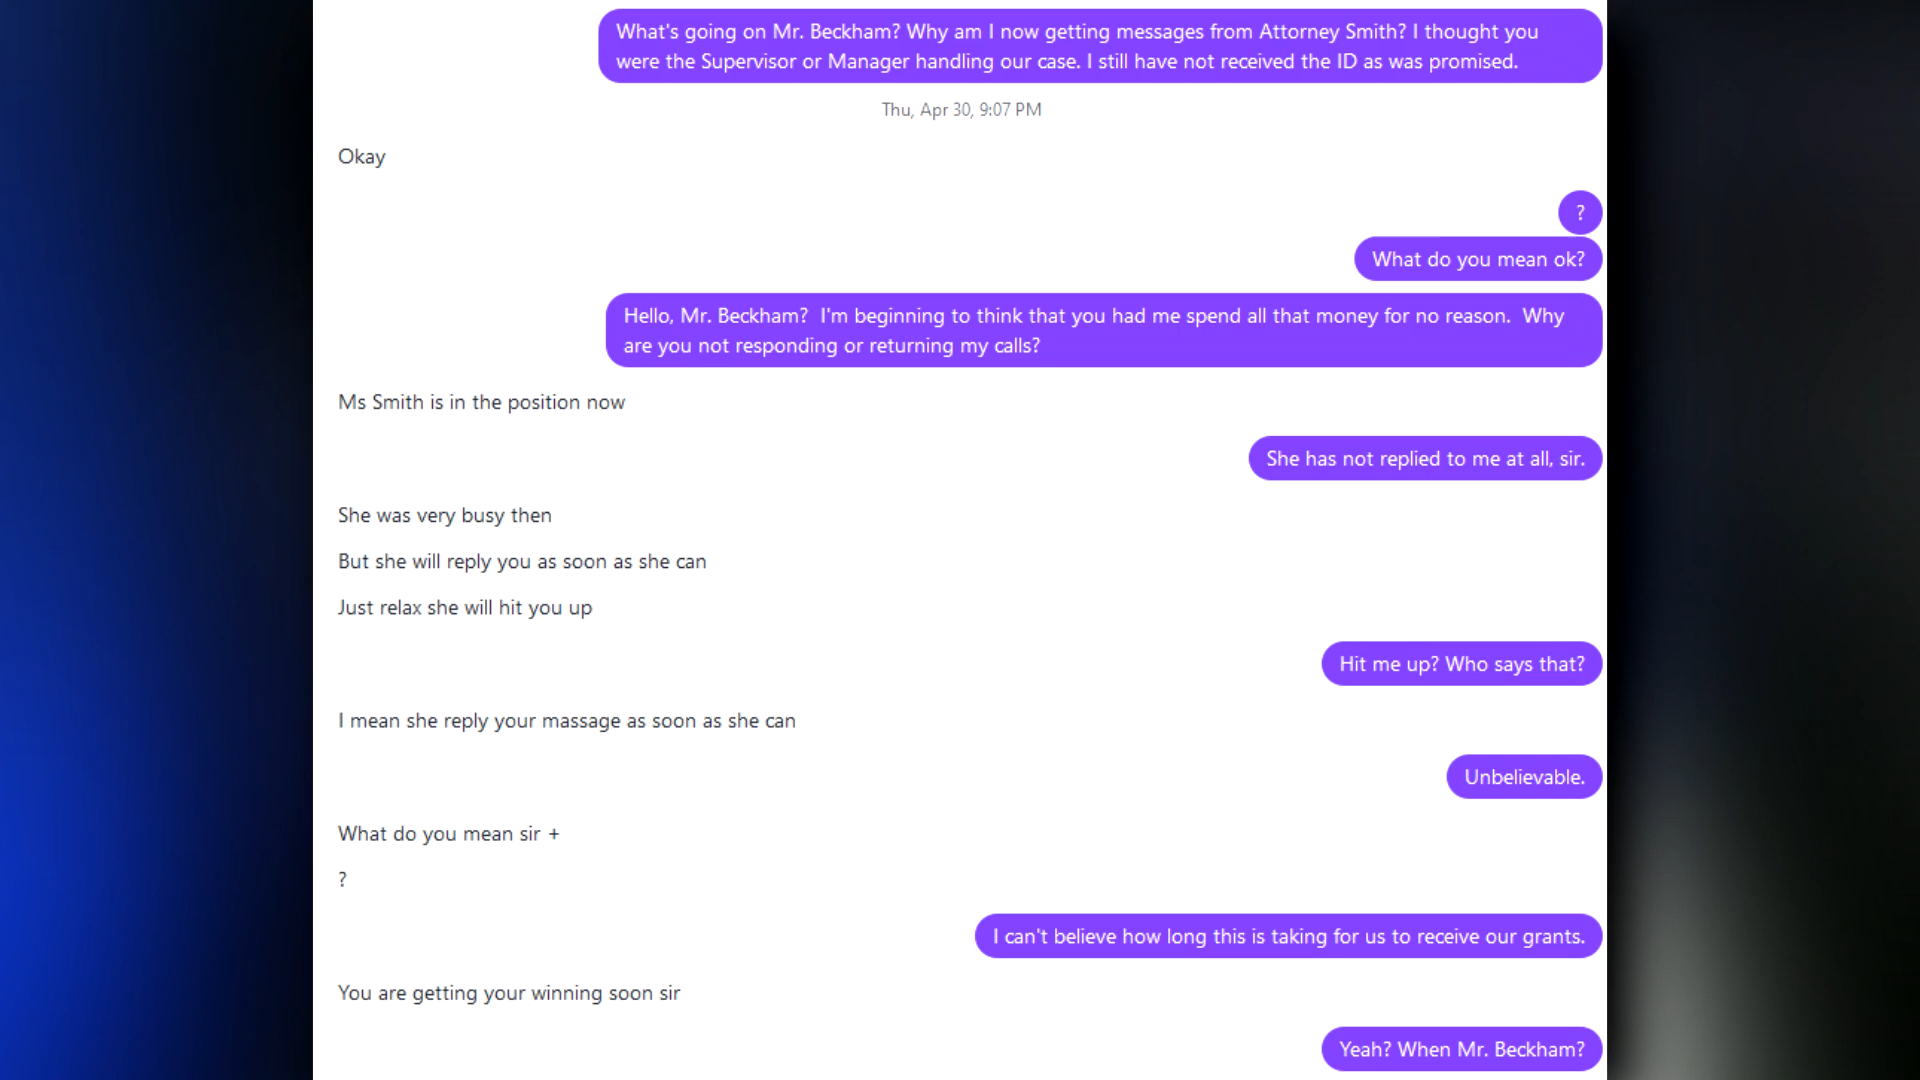 What's going on Mr. Beckham? Why am I now getting messages from Attorney Smith? I thought you
were the Supervisor or Manager handling our case. I still have not received the ID as was promised.
Thu, Apr 30, 9:07 PM
Okay
?
What do you mean ok?
Hello, Mr. Beckham?  I'm beginning to think that you had me spend all that money for no reason.  Why
are you not responding or returning my calls?
Ms Smith is in the position now
She has not replied to me at all, sir.
She was very busy then
But she will reply you as soon as she can
Just relax she will hit you up
Hit me up? Who says that?
I mean she reply your massage as soon as she can
Unbelievable.
What do you mean sir +
?
I can't believe how long this is taking for us to receive our grants.
You are getting your winning soon sir
Yeah? When Mr. Beckham?